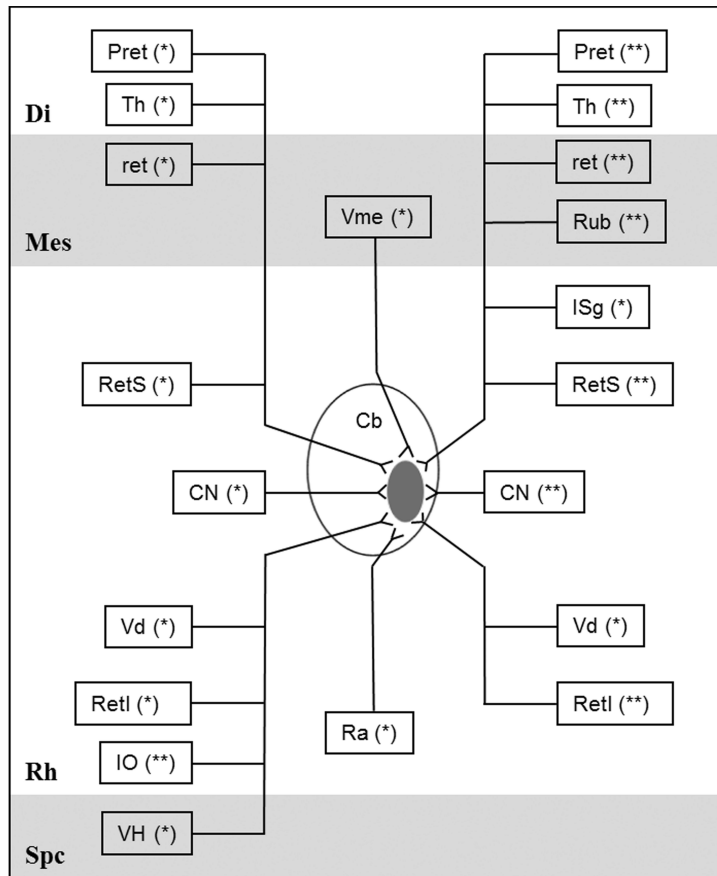 Pret (*)
Pret (**)
Th (*)
Th (**)
Di
ret (*)
ret (**)
Vme (*)
Rub (**)
Mes
ISg (*)
RetS (*)
RetS (**)
Cb
CN (*)
CN (**)
Vd (*)
Vd (*)
RetI (*)
RetI (**)
Ra (*)
IO (**)
Rh
VH (*)
Spc